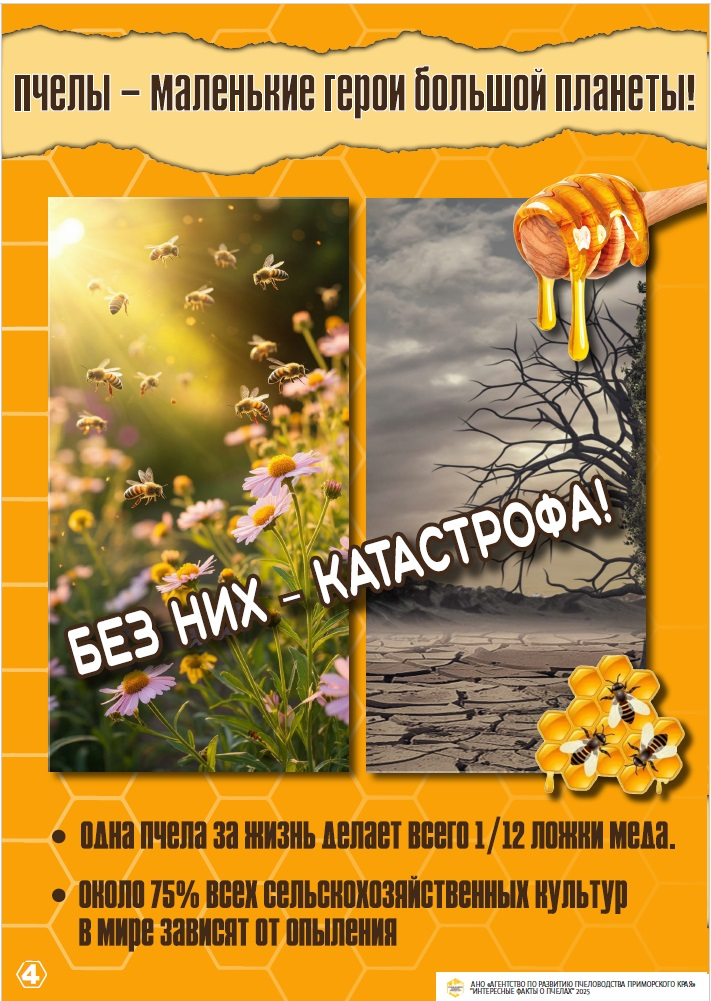 пчелы – маленькие герои большой планеты!
БЕЗ НИХ – КАТАСТРОФА!
• одна пчела за жизнь делает всего 1/12 ложки меда.
• около 75% всех сельскохозяйственных культур
в мире зависят от опыления
4
АНО «АГЕНТСТВО ПО РАЗВИТИЮ ПЧЕЛОВОДСТВА ПРИМОРСКОГО КРАЯ»
"ИНТЕРЕСНЫЕ ФАКТЫ О ПЧЕЛАХ" 2025